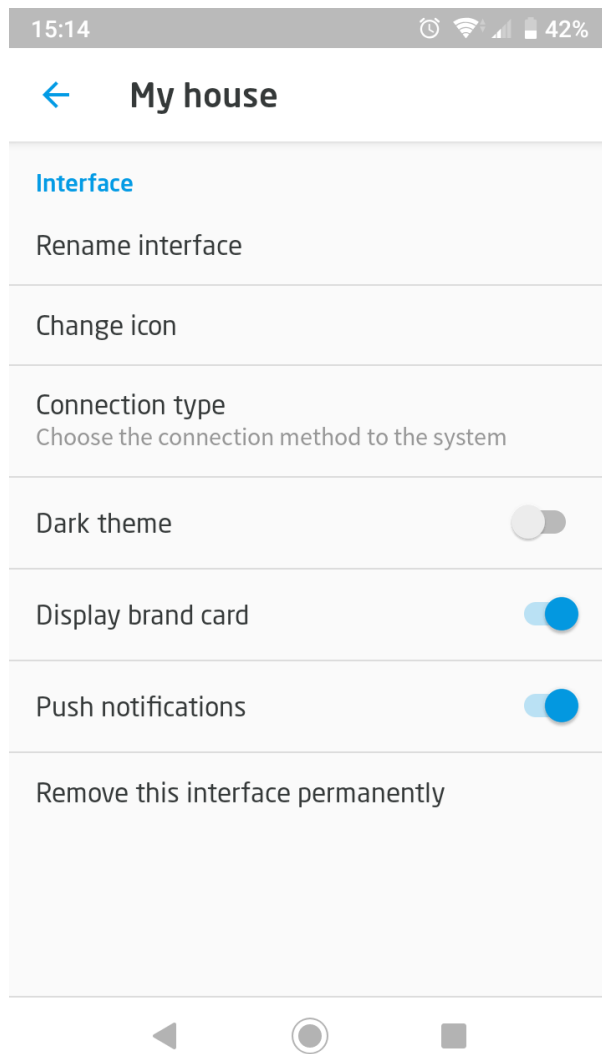 15:14 42%
My house
Interface
Rename interface
Change icon
Connection type
Choose the connection method to the system
Dark theme
Display brand card
Push notifications
Remove this interface permanently